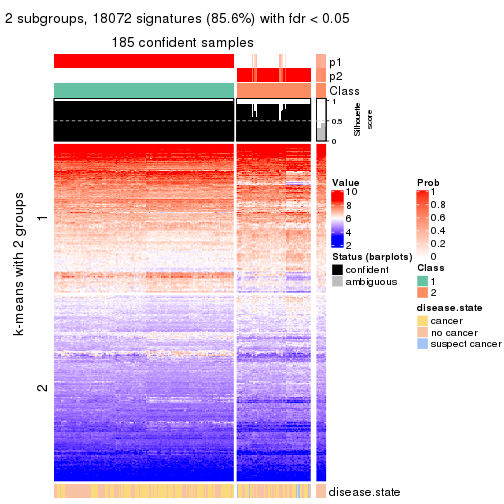 2 subgroups, 18072 signatures (85.6%) with fdr < 0.05
185 confident samples
p1
p2
Class
1
0.5
0
Silhouette
score
k-means with 2 groups
1
2
disease.state
Value
10
8
6
4
2
Status (barplots)
confident
ambiguous
Prob
1
0.8
0.6
0.4
0.2
0
Class
1
2
disease.state
cancer
no cancer
suspect cancer